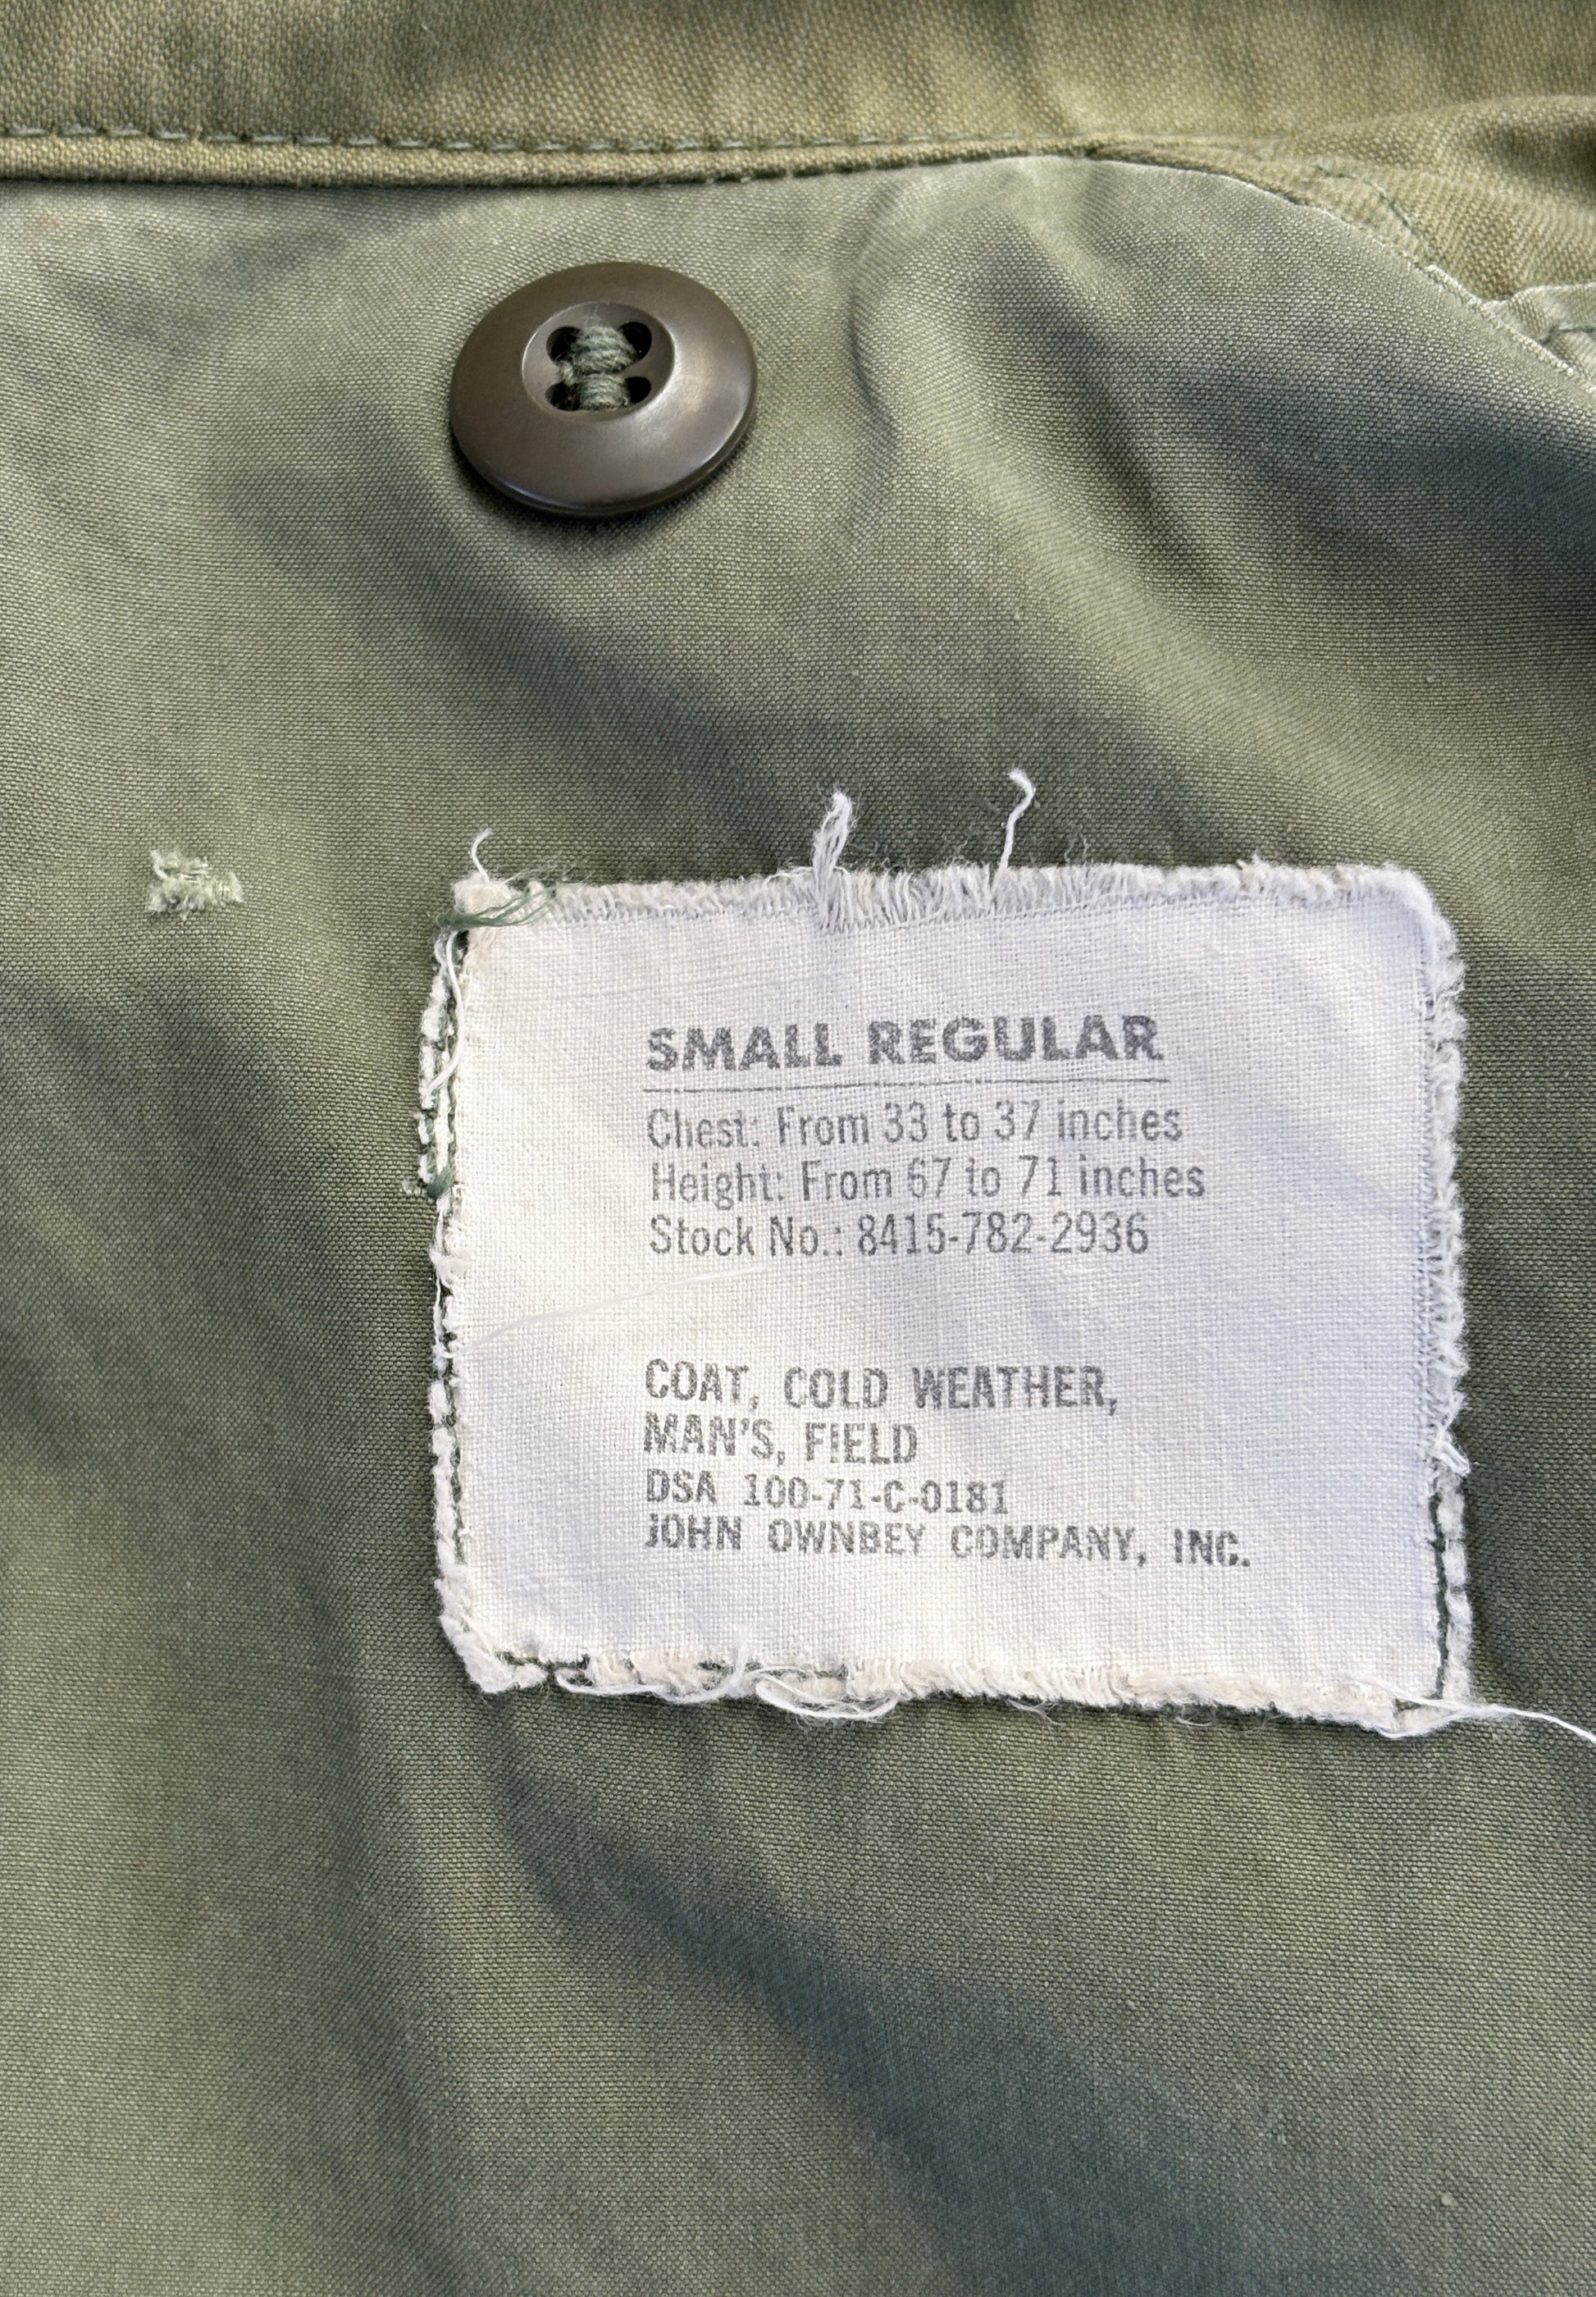 SMALL REGULAR
Chest: From 33 to 37 inches
Height: From 67 to 71 inches
Stock No.: 8415-782-2936
COAT, COLD WEATHER,
MAN'S, FIELD
DSA 100-71-C-0181
JOHN OWNBEY COMPANY, INC.